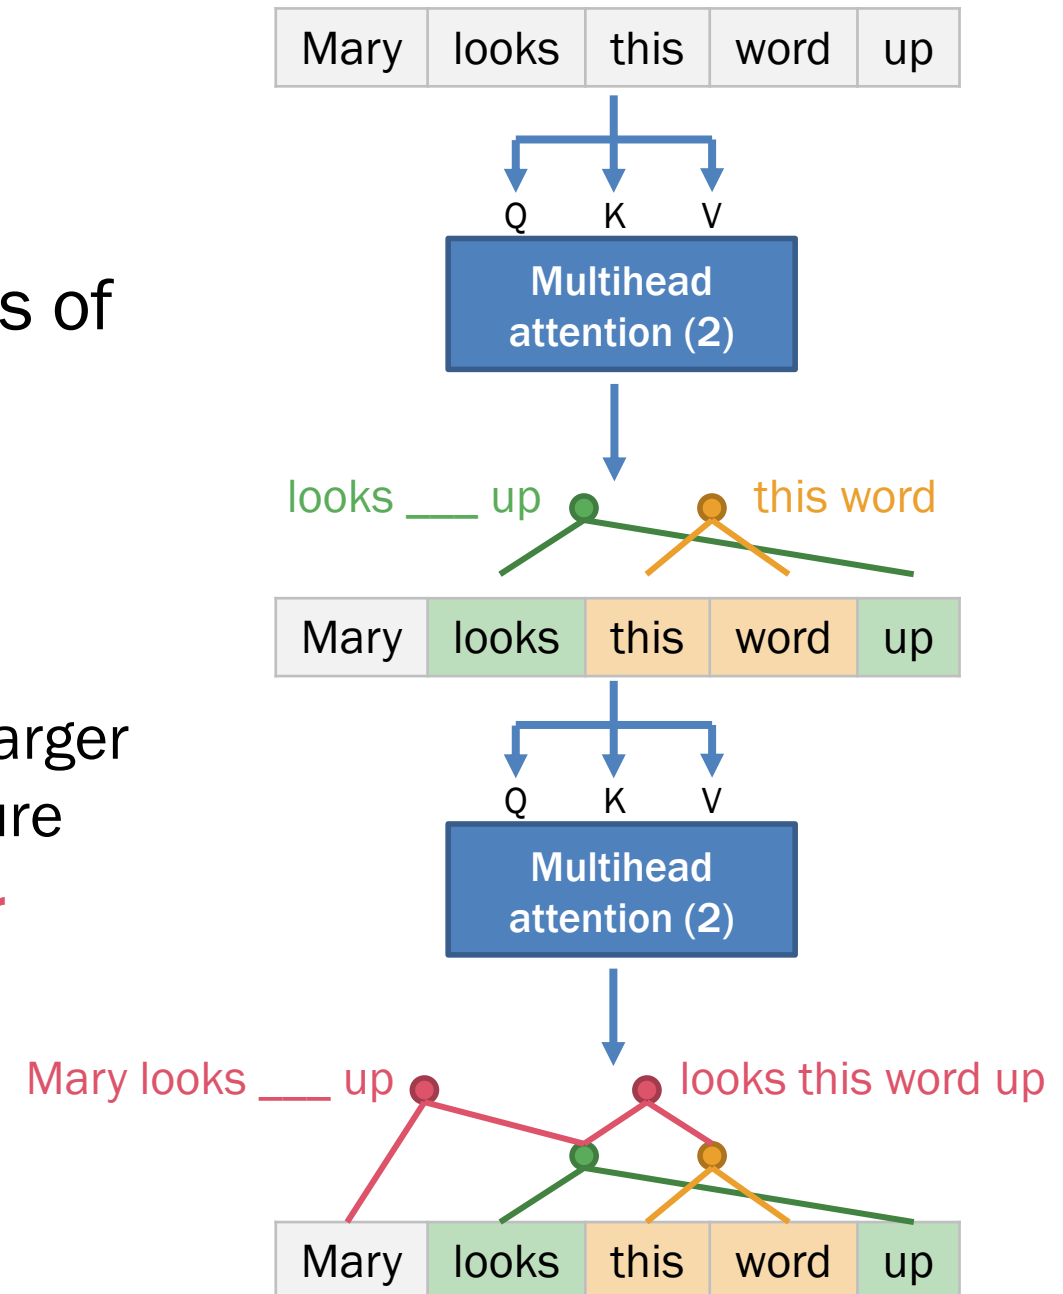 Mary looks this word up
Q K V
Multihead
attention (2)
s of
looks ___ up this word
Mary looks this word up
arger
ure
Q K V
Multihead
attention (2)
Mary looks ___ up looks this word up
Mary looks this word up